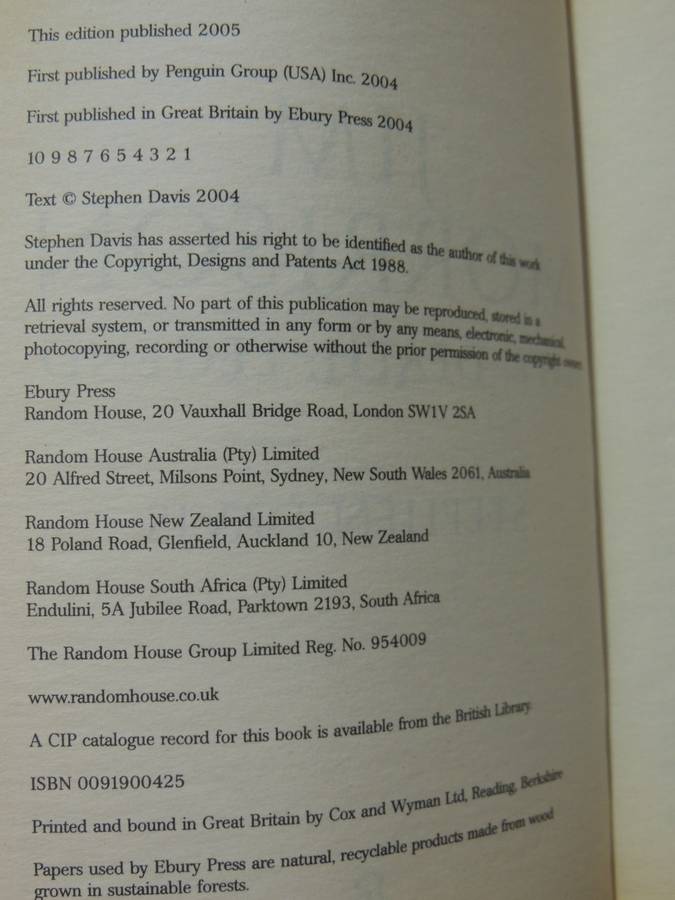 This edition published 2005
First published by Penguin Group (USA) Inc. 2004
First published in Great Britain by Ebury Press 2004
10 9 8 7 6 5 4 3 2 1
Text © Stephen Davis 2004
Stephen Davis has asserted his right to be identified as the author of this work
under the Copyright, Designs and Patents Act 1988.
All rights reserved. No part of this publication may be reproduced, stored in a
retrieval system, or transmitted in any form or by any means, electronic, mechanical,
photocopying, recording or otherwise without the prior permission of the copyright owner.
Ebury Press
Random House, 20 Vauxhall Bridge Road, London SW1V 2SA
Random House Australia (Pty) Limited
20 Alfred Street, Milsons Point, Sydney, New South Wales 2061, Australia
Random House New Zealand Limited
18 Poland Road, Glenfield, Auckland 10, New Zealand
Random House South Africa (Pty) Limited
Endulini, 5A Jubilee Road, Parktown 2193, South Africa
The Random House Group Limited Reg. No. 954009
www.randomhouse.co.uk
A CIP catalogue record for this book is available from the British Library
ISBN 0091900425
Printed and bound in Great Britain by Cox and Wyman Ltd, Reading, Berkshire
Papers used by Ebury Press are natural, recyclable products made from wood
grown in sustainable forests.